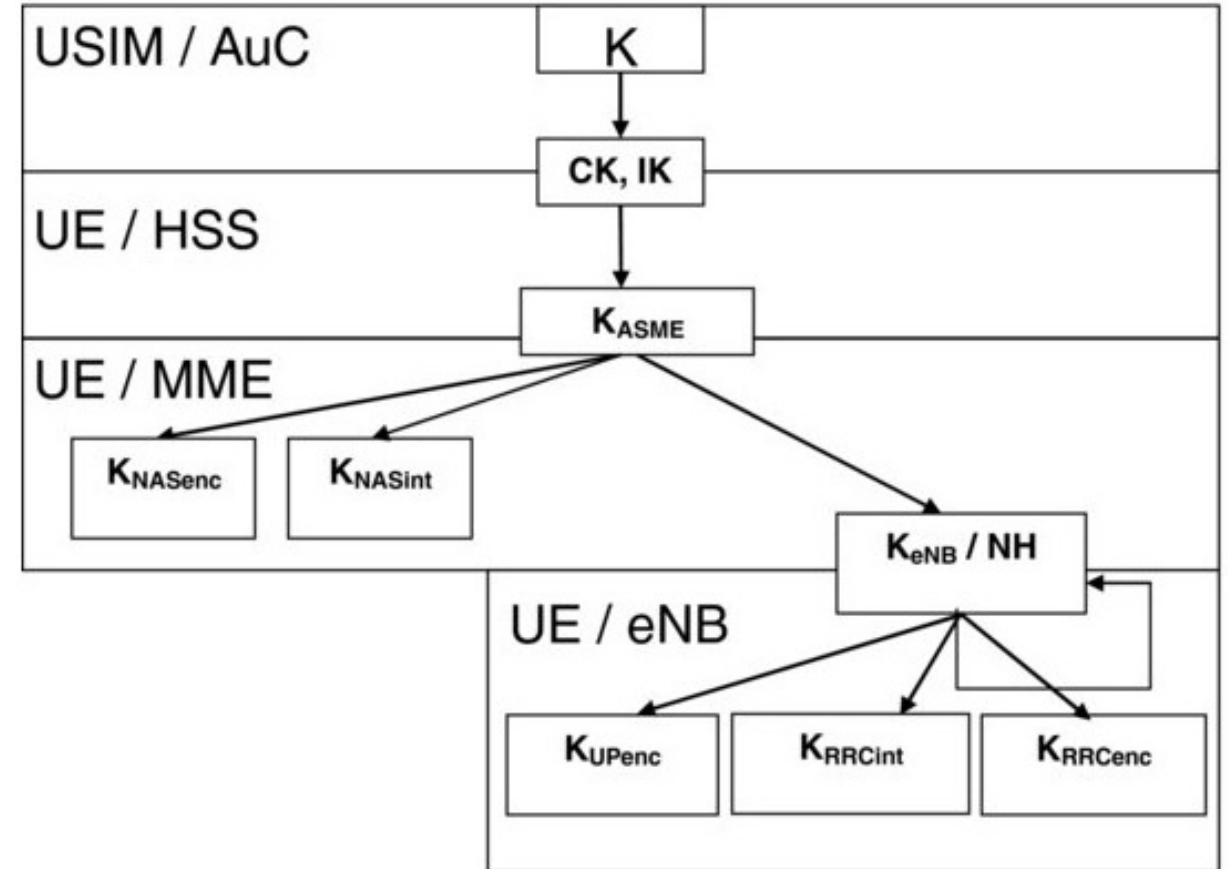 USIM / AuC
K
CK, IK
UE / HSS
KASME
UE / MME
KNASenc
KNASint
KeNB / NH
UE / eNB
KUPenc
KRRCint
KRRCenc